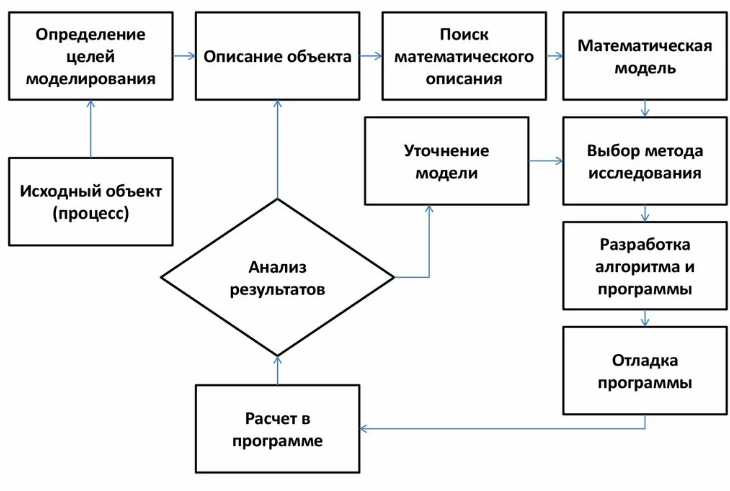 Определение
целей
моделирования
Описание объекта
Поиск
математического
описания
Математическая
модель
Исходный объект
(процесс)
Уточнение
модели
Выбор метода
исследования
Анализ
результатов
Разработка
алгоритма и
программы
Отладка
программы
Расчет в
программе